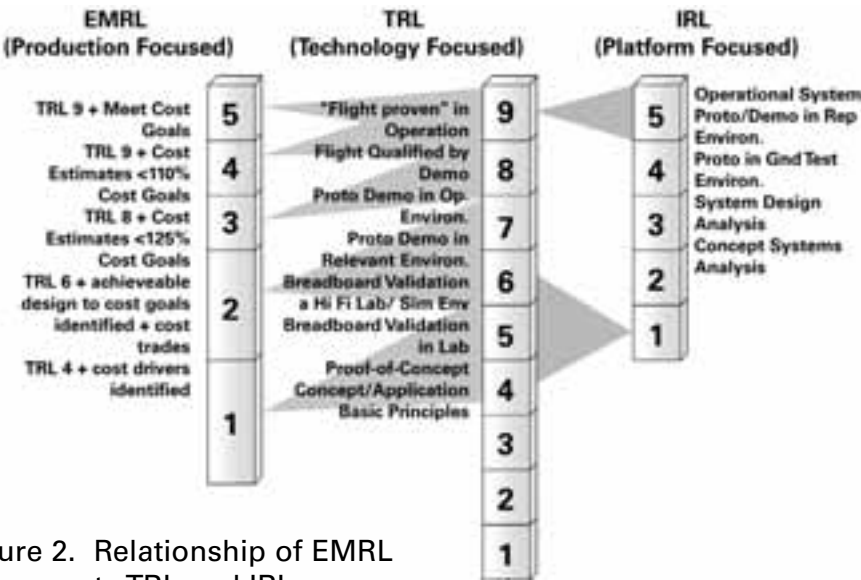 EMRL
(Production Focused)
TRL
(Technology Focused)
IRL
(Platform Focused)
TRL 9 + Meet Cost
Goals
TRL 9 + Cost
Estimates <110%
Cost Goals
TRL 8 + Cost
Estimates <125%
Cost Goals
TRL 6 + achieveable
design to cost goals
identified + cost
trades
TRL 4 + cost drivers
identified
5
4
3
2
1
"Flight proven" in
Operation
Flight Qualified by
Demo
Proto Demo in Op.
Environ.
Proto Demo in
Relevant Environ.
Breadboard Validation
a Hi Fi Lab/ Sim Env
Breadboard Validation
in Lab
Proof-of-Concept
Concept/Application
Basic Principles
9
8
7
6
5
4
3
2
1
5
4
3
2
1
Operational System
Proto/Demo in Rep
Environ.
Proto in Gnd Test
Environ.
System Design
Analysis
Concept Systems
Analysis
ure 2. Relationship of EMRL
to TRL and IRL